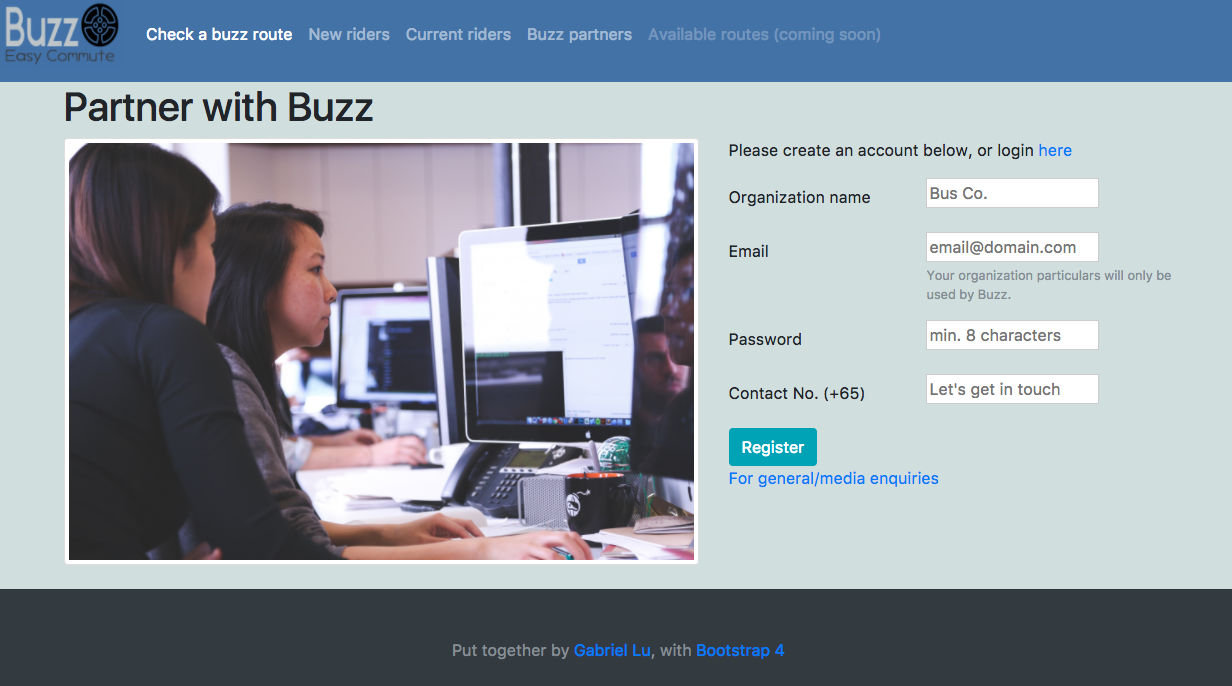 Buzz
Easy Commute
Check a buzz route New riders Current riders Buzz partners Available routes (coming soon)
Partner with Buzz
Please create an account below, or login here
Organization name Bus Co.
Email email@domain.com
Your organization particulars will only be
used by Buzz.
Password min. 8 characters
Contact No. (+65) Let's get in touch
Register
For general/media enquiries
Put together by Gabriel Lu, with Bootstrap 4